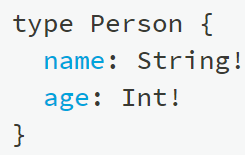 type Person {
  name: String!
  age: Int!
}